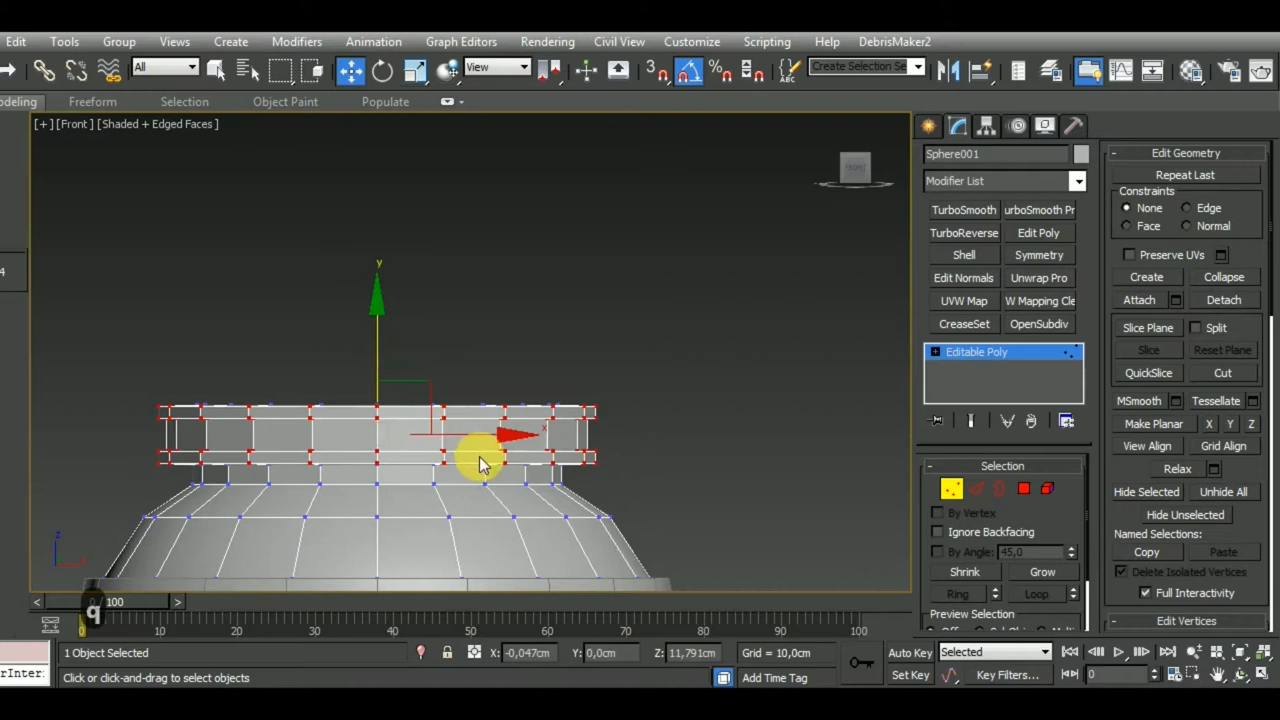 Edit Tools Group Views Create Modifiers Animation Graph Editors Rendering Civil View Customize Scripting Help DebrisMaker2
All View 3 % ABC Create Selection Se
odeling Freeform Selection Object Paint Populate
[+] [Front ] [Shaded + Edged Faces ]
FRONT
Sphere001
Modifier List
TurboSmooth urboSmooth Pr
TurboReverse Edit Poly
Shell Symmetry
Edit Normals Unwrap Pro
UVW Map W Mapping Cle
CreaseSet OpenSubdiv
Editable Poly
Selection
By Vertex
Ignore Backfacing
By Angle: 45,0
Shrink Grow
Ring Loop
Preview Selection
Edit Geometry
Repeat Last
Constraints
None Edge
Face Normal
Preserve UVs
Create Collapse
Attach Detach
Slice Plane Split
Slice Reset Plane
QuickSlice Cut
MSmooth Tessellate
Make Planar X Y Z
View Align Grid Align
Relax
Hide Selected Unhide All
Hide Unselected
Named Selections:
Copy Paste
Delete Isolated Vertices
Full Interactivity
Edit Vertices
4
y
x
z
q
0 / 100
0 10 20 30 40 50 60 70 80 90 100
1 Object Selected X: -0,047cm Y: 0,0cm Z: 11,791cm Grid = 10,0cm Auto Key Selected
rInter: Click or click-and-drag to select objects Add Time Tag Set Key Key Filters... 0